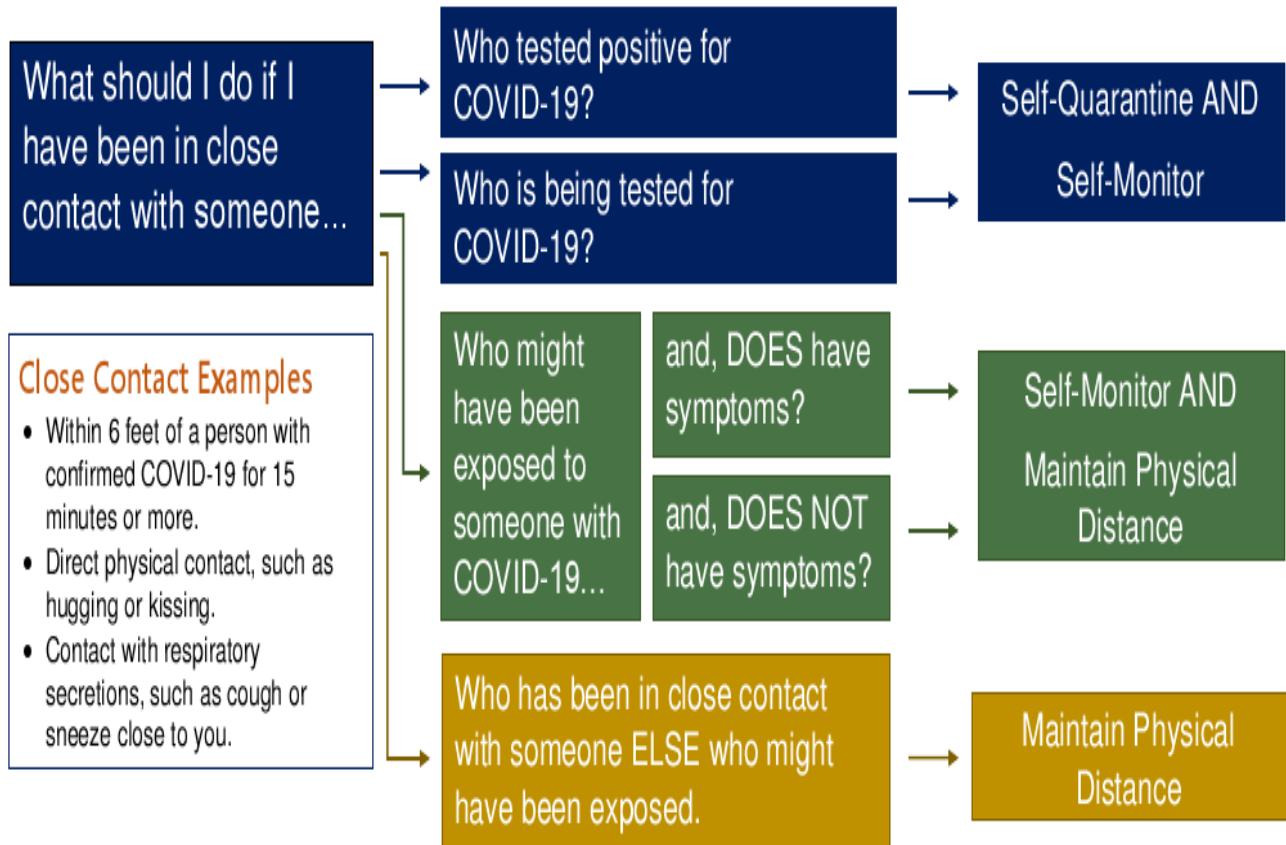 What should I do if I
have been in close
contact with someone...
Who tested positive for
COVID-19?
Who is being tested for
COVID-19?
Self-Quarantine AND
Self-Monitor
Close Contact Examples
• Within 6 feet of a person with
confirmed COVID-19 for 15
minutes or more.
• Direct physical contact, such as
hugging or kissing.
• Contact with respiratory
secretions, such as cough or
sneeze close to you.
Who might
have been
exposed to
someone with
COVID-19...
and, DOES have
symptoms?
and, DOES NOT
have symptoms?
Self-Monitor AND
Maintain Physical
Distance
Who has been in close contact
with someone ELSE who might
have been exposed.
Maintain Physical
Distance